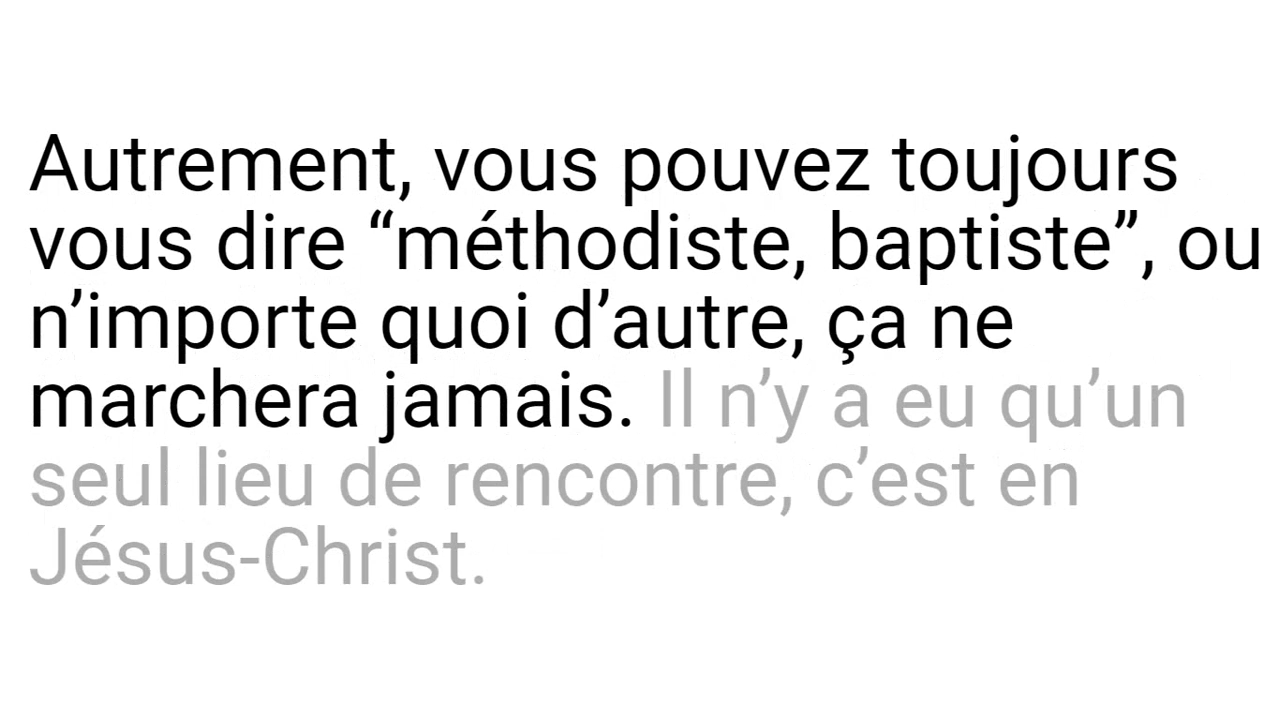 Autrement, vous pouvez toujours
vous dire “méthodiste, baptiste”, ou
n’importe quoi d’autre, ça ne
marchera jamais. Il n’y a eu qu’un
seul lieu de rencontre, c’est en
Jésus-Christ.